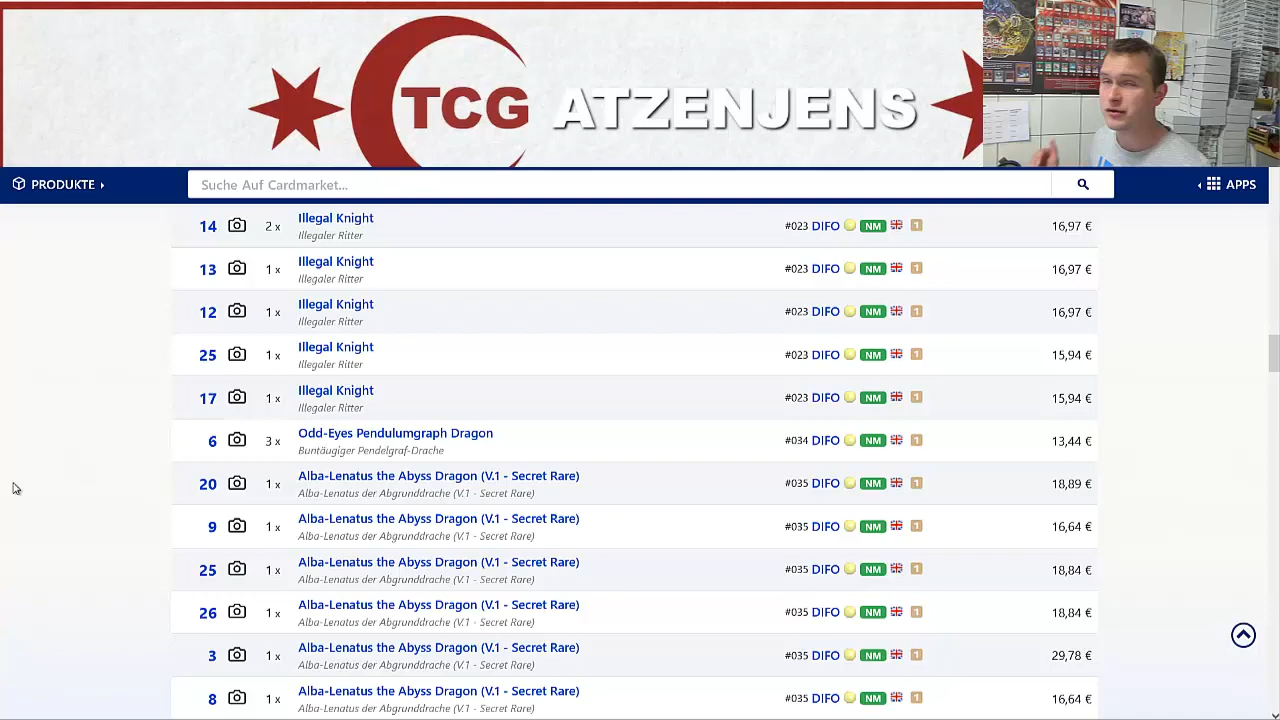 TCG ATZENJENS
PRODUKTE
Suche Auf Cardmarket...
APPS
14 2 x Illegal Knight #023 DIFO NM 1 16,97 €
Illegaler Ritter
13 1 x Illegal Knight #023 DIFO NM 1 16,97 €
Illegaler Ritter
12 1 x Illegal Knight #023 DIFO NM 1 16,97 €
Illegaler Ritter
25 1 x Illegal Knight #023 DIFO NM 1 15,94 €
Illegaler Ritter
17 1 x Illegal Knight #023 DIFO NM 1 15,94 €
Illegaler Ritter
6 3 x Odd-Eyes Pendulumgraph Dragon #034 DIFO NM 1 13,44 €
Buntäugiger Pendelgraf-Drache
20 1 x Alba-Lenatus the Abyss Dragon (V.1 - Secret Rare) #035 DIFO NM 1 18,89 €
Alba-Lenatus der Abgrunddrache (V.1 - Secret Rare)
9 1 x Alba-Lenatus the Abyss Dragon (V.1 - Secret Rare) #035 DIFO NM 1 16,64 €
Alba-Lenatus der Abgrunddrache (V.1 - Secret Rare)
25 1 x Alba-Lenatus the Abyss Dragon (V.1 - Secret Rare) #035 DIFO NM 1 18,84 €
Alba-Lenatus der Abgrunddrache (V.1 - Secret Rare)
26 1 x Alba-Lenatus the Abyss Dragon (V.1 - Secret Rare) #035 DIFO NM 1 18,84 €
Alba-Lenatus der Abgrunddrache (V.1 - Secret Rare)
3 1 x Alba-Lenatus the Abyss Dragon (V.1 - Secret Rare) #035 DIFO NM 1 29,78 €
Alba-Lenatus der Abgrunddrache (V.1 - Secret Rare)
8 1 x Alba-Lenatus the Abyss Dragon (V.1 - Secret Rare) #035 DIFO NM 1 16,64 €
Alba-Lenatus der Abgrunddrache (V.1 - Secret Rare)